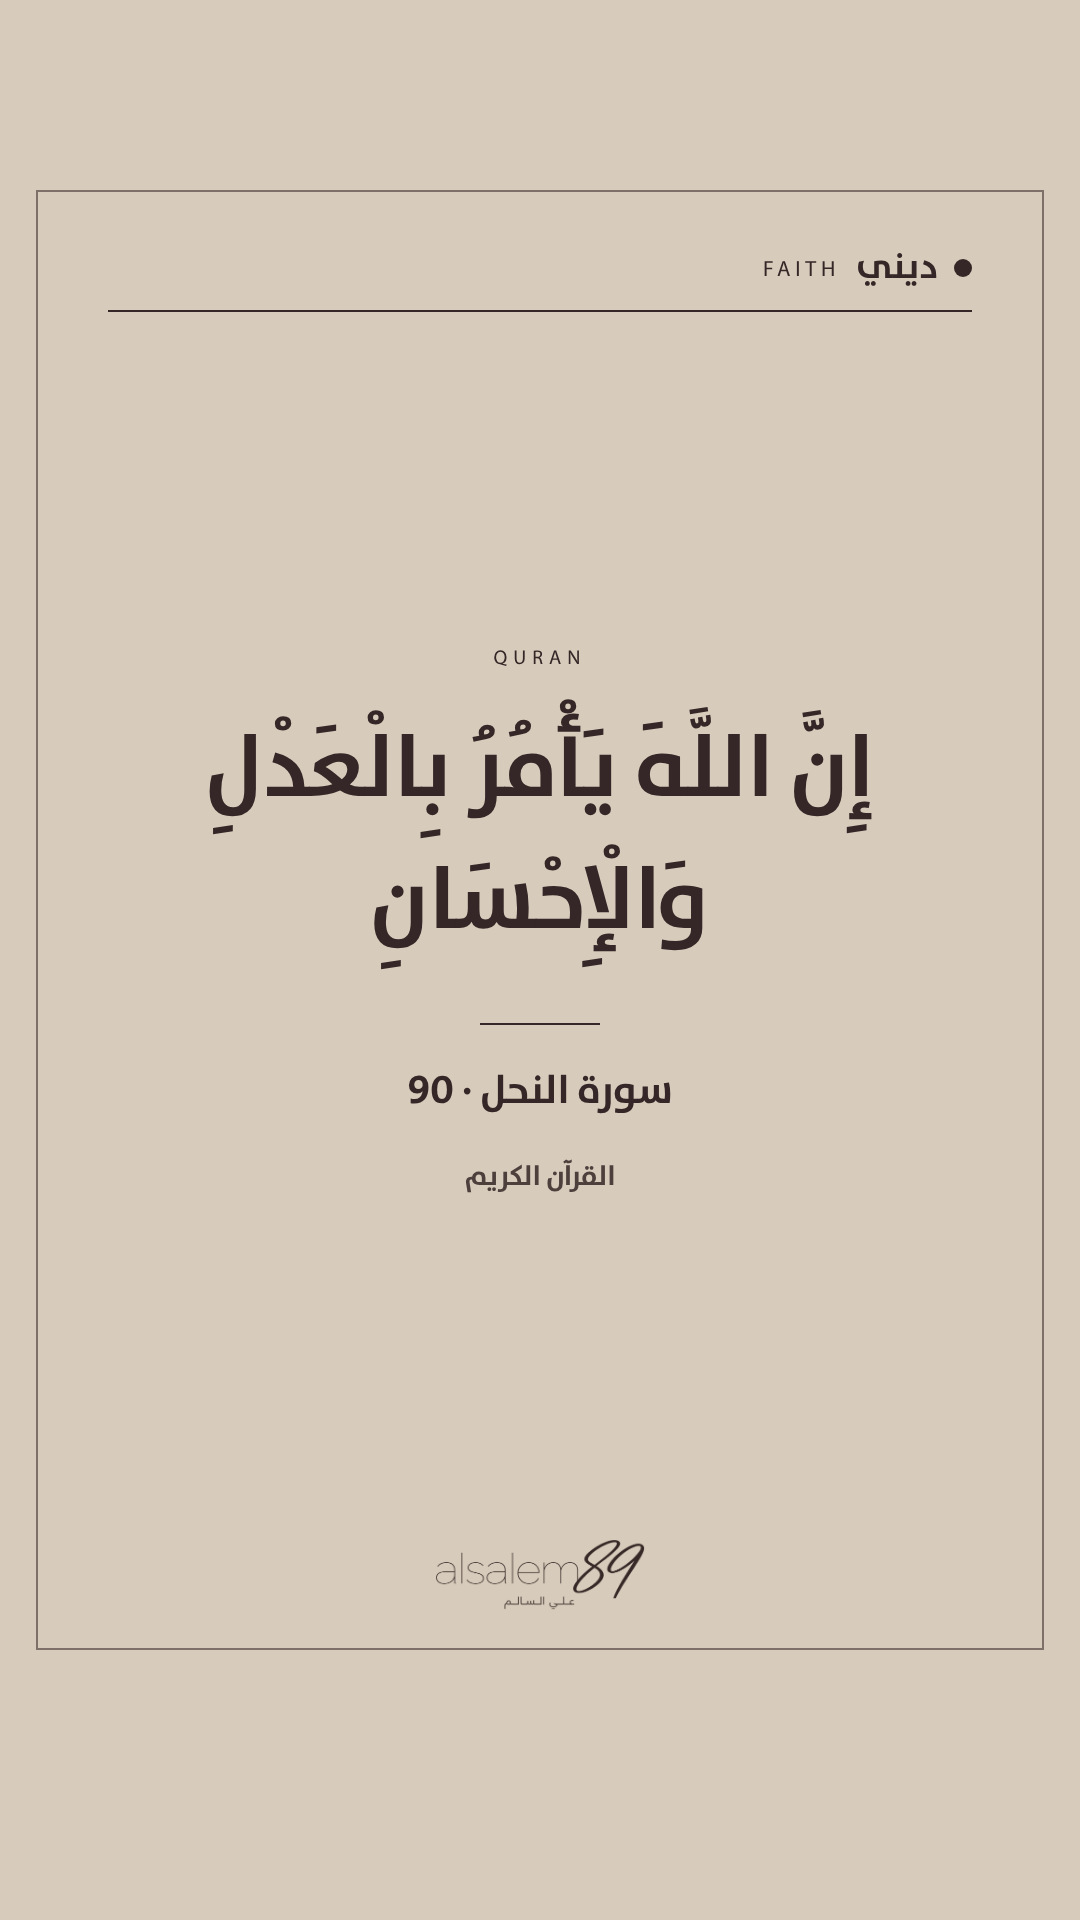 ديني FAITH
QURAN
إِنَّ اللَّهَ يَأْمُرُ بِالْعَدْلِ
وَالْإِحْسَانِ
سورة النحل · 90
القرآن الكريم
alsalem89
علي السالم